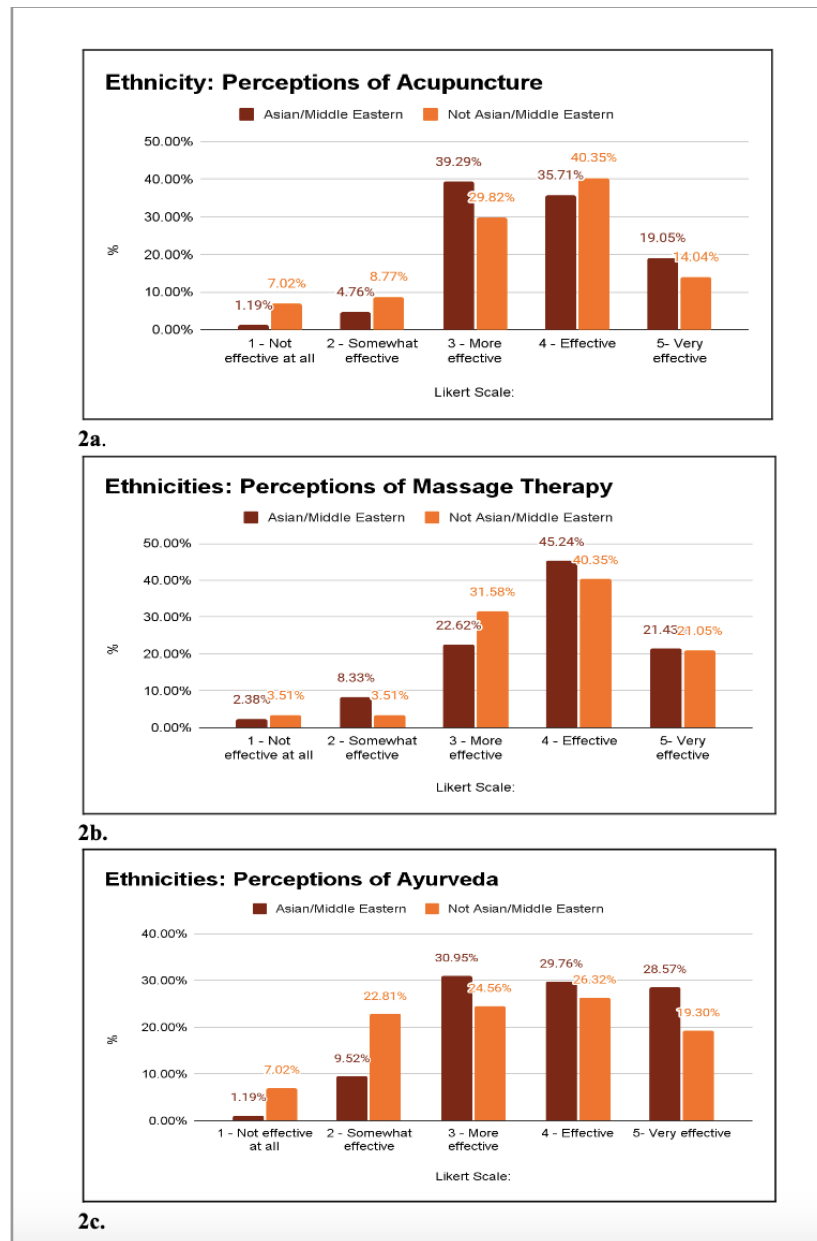 Ethnicity: Perceptions of Acupuncture
Asian/Middle Eastern Not Asian/Middle Eastern
50.00%
40.00%
30.00%
20.00%
10.00%
0.00%
%
1.19% 7.02% 4.76% 8.77% 39.29% 29.82% 35.71% 40.35% 19.05% 14.04%
1 - Not 2 - Somewhat 3 - More 4 - Effective 5- Very
effective at all effective effective effective
Likert Scale:
2a.
Ethnicities: Perceptions of Massage Therapy
Asian/Middle Eastern Not Asian/Middle Eastern
50.00%
40.00%
30.00%
20.00%
10.00%
0.00%
%
2.38% 3.51% 8.33% 3.51% 22.62% 31.58% 45.24% 40.35% 21.43% 21.05%
1 - Not 2 - Somewhat 3 - More 4 - Effective 5- Very
effective at all effective effective effective
Likert Scale:
2b.
Ethnicities: Perceptions of Ayurveda
Asian/Middle Eastern Not Asian/Middle Eastern
40.00%
30.00%
20.00%
10.00%
0.00%
%
1.19% 7.02% 9.52% 22.81% 30.95% 24.56% 29.76% 26.32% 28.57% 19.30%
1 - Not effective 2 - Somewhat 3 - More 4 - Effective 5- Very effective
at all effective effective
Likert Scale:
2c.